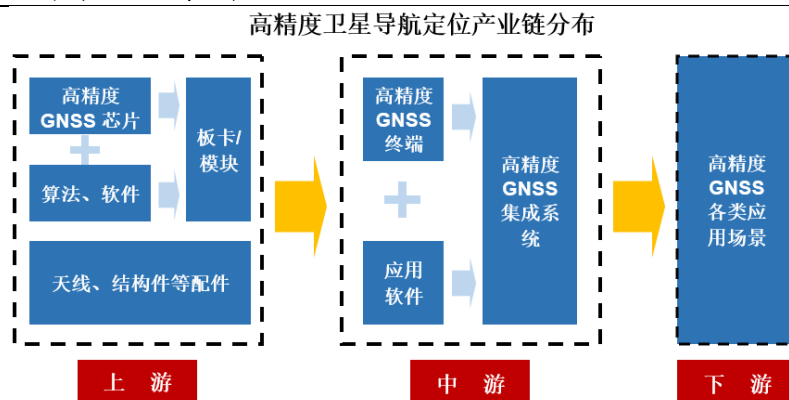 高精度卫星导航定位产业链分布
高精度
GNSS 芯片
算法、软件
板卡/
模块
天线、结构件等配件
高精度
GNSS
终端
应用
软件
高精度
GNSS
集成系
统
高精度
GNSS
各类应
用场景
上 游
中 游
下 游